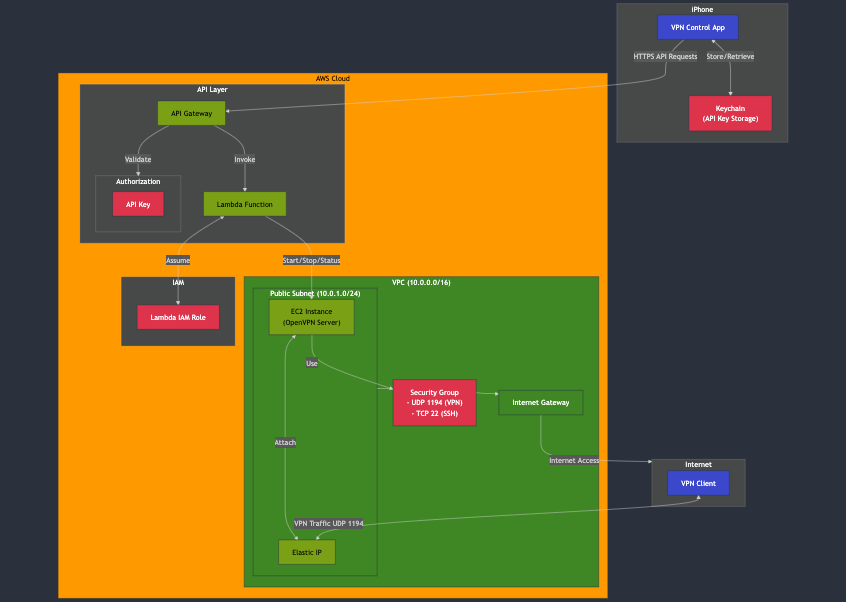 iPhone
VPN Control App
HTTPS API Requests
Store/Retrieve
Keychain
(API Key Storage)
AWS Cloud
API Layer
API Gateway
Validate
Invoke
Authorization
API Key
Lambda Function
Assume
Start/Stop/Status
IAM
Lambda IAM Role
VPC (10.0.0.0/16)
Public Subnet (10.0.1.0/24)
EC2 Instance
(OpenVPN Server)
Use
Security Group
- UDP 1194 (VPN)
- TCP 22 (SSH)
Internet Gateway
Attach
Internet Access
Internet
VPN Client
VPN Traffic UDP 1194
Elastic IP